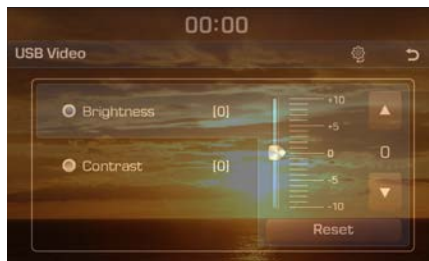 00:00
USB Video
Brightness [0]
Contrast [0]
+10
+5
0
-5
-10
0
Reset